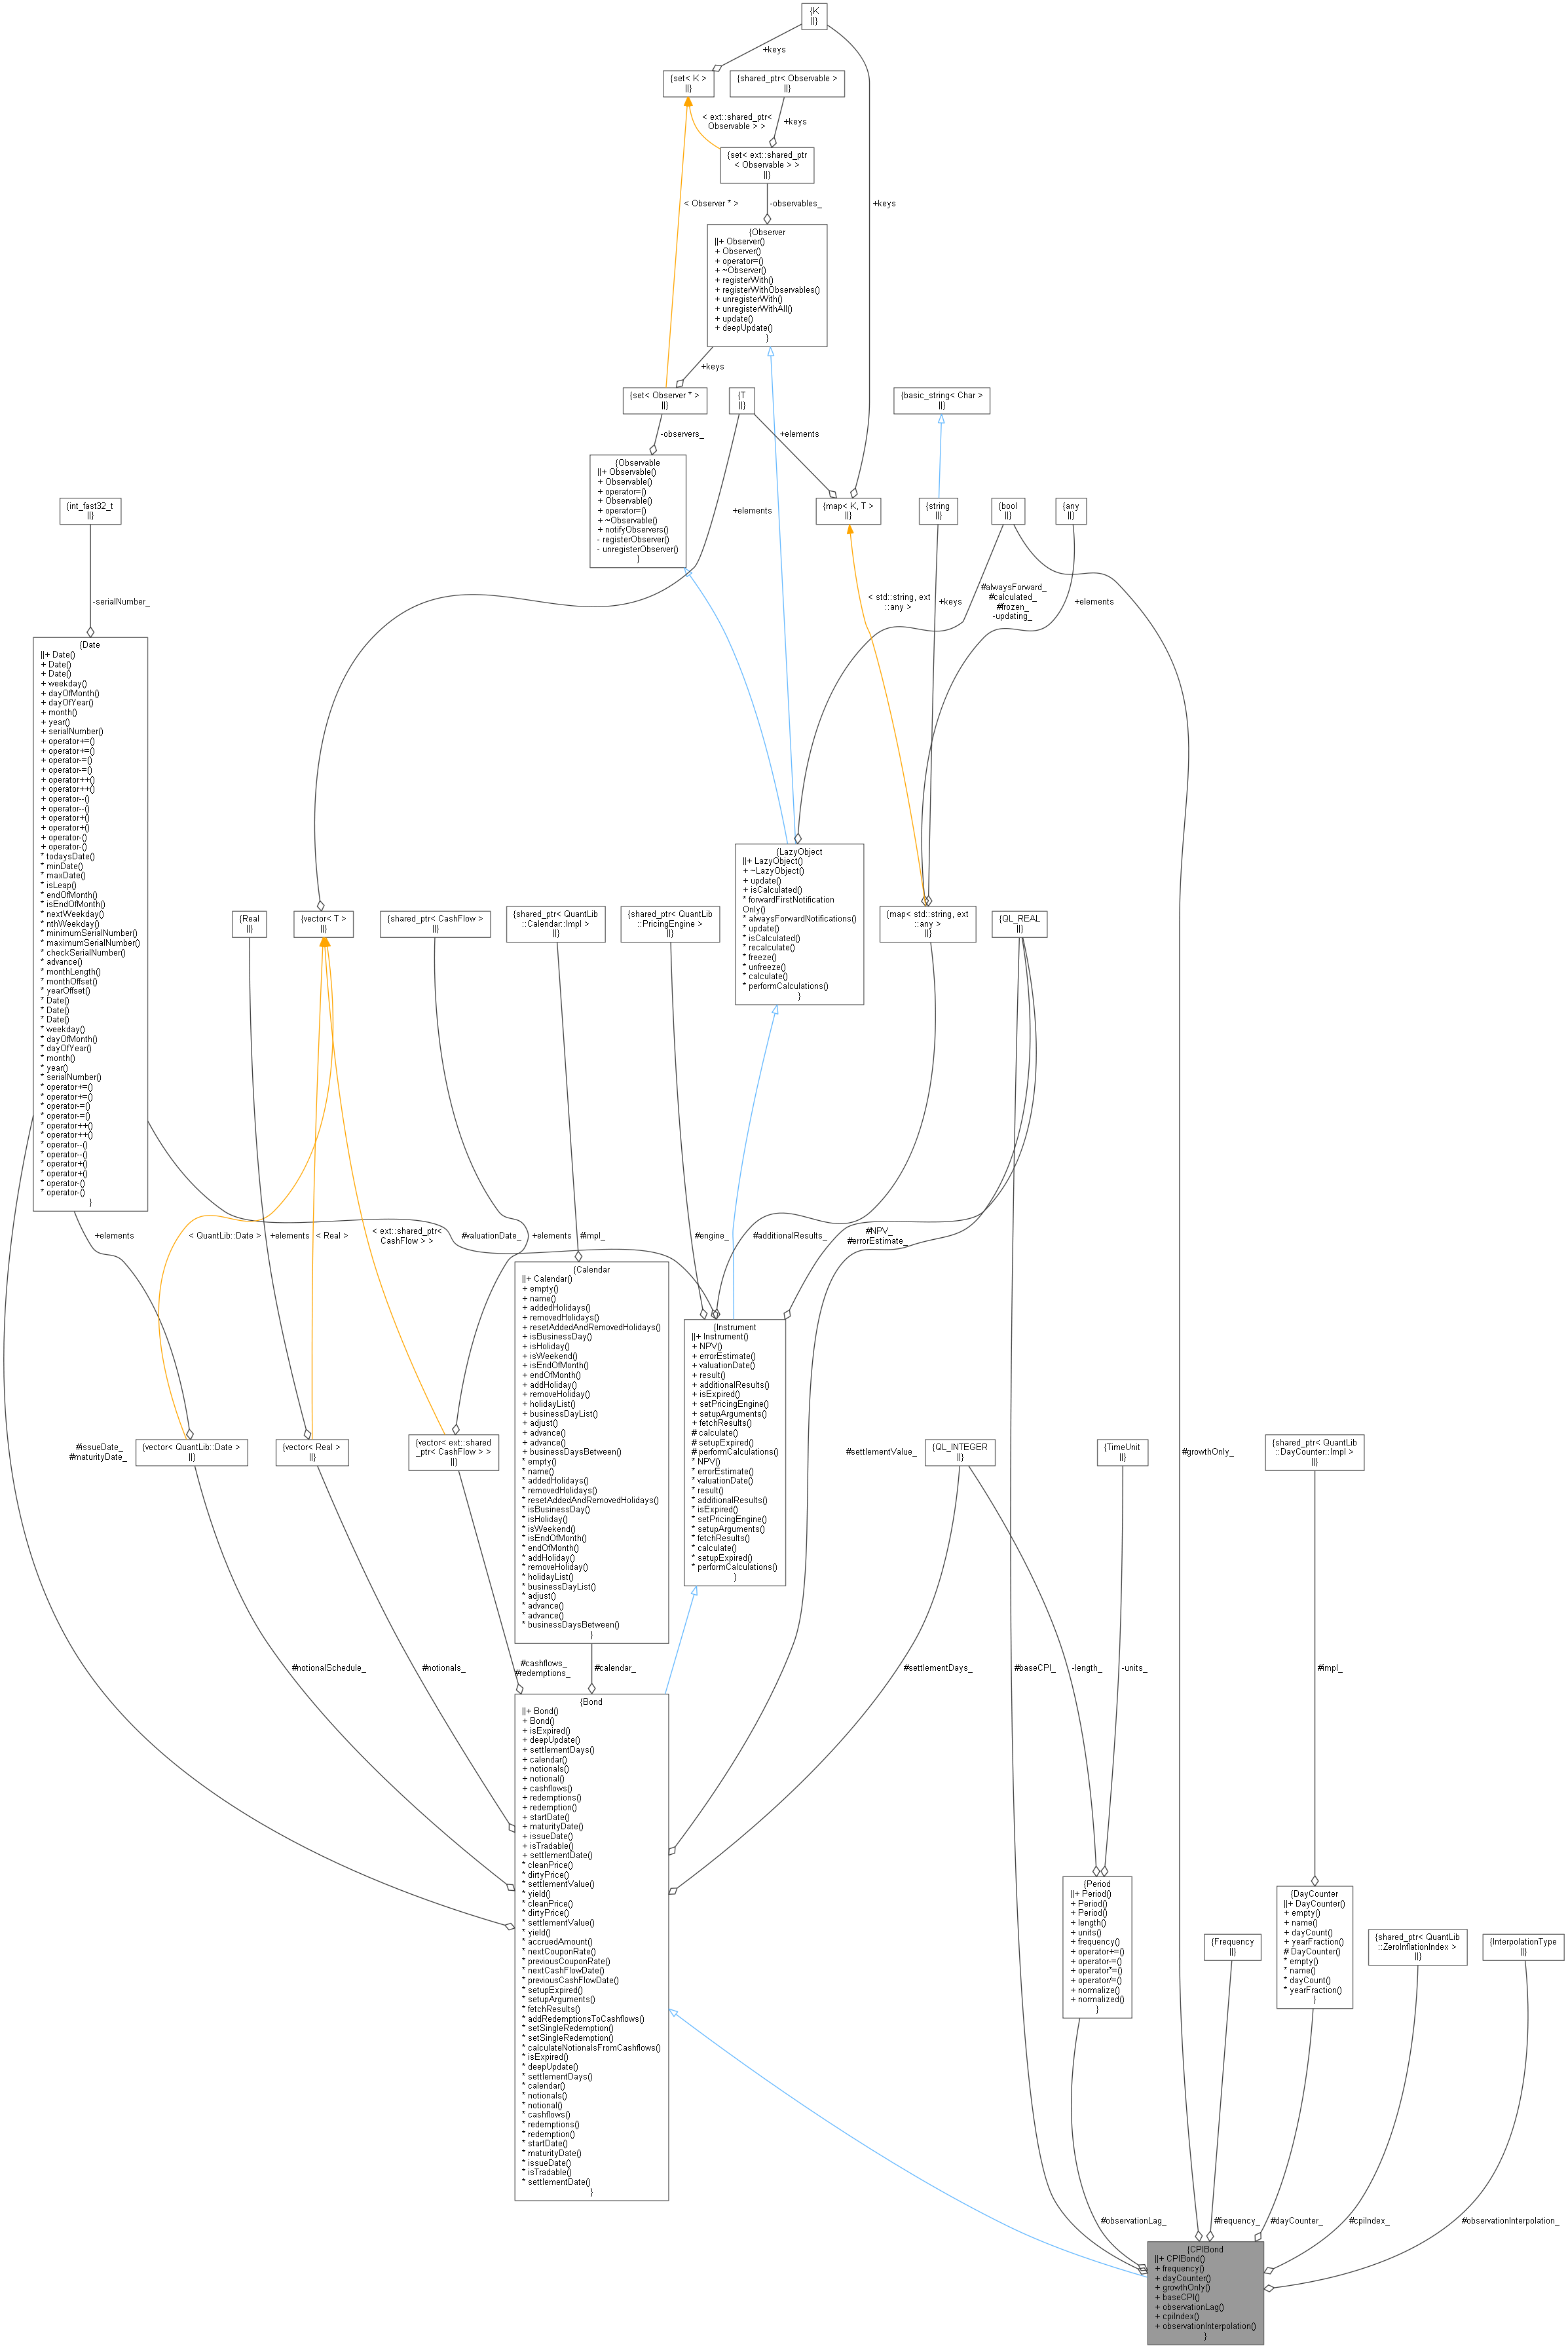 {K
||}
+keys
{set< K >
||}
{shared_ptr< Observable >
||}
< ext::shared_ptr<
Observable > >
+keys
{set< ext::shared_ptr
< Observable > >
||}
< Observer * >
-observables_
+keys
{Observer
||+ Observer()
+ Observer()
+ operator=()
+ ~Observer()
+ registerWith()
+ registerWithObservables()
+ unregisterWith()
+ unregisterWithAll()
+ update()
+ deepUpdate()
}
+keys
{set< Observer * >
||}
{T
||}
{basic_string< Char >
||}
-observers_
+elements
{Observable
||+ Observable()
+ Observable()
+ operator=()
+ Observable()
+ operator=()
+ ~Observable()
+ notifyObservers()
- registerObserver()
- unregisterObserver()
}
{int_fast32_t
||}
+elements
{map< K, T >
||}
{string
||}
{bool
||}
{any
||}
-serialNumber_
< std::string, ext
::any >
+keys
#alwaysForward_
#calculated_
#frozen_
-updating_
+elements
{Date
||+ Date()
+ Date()
+ Date()
+ weekday()
+ dayOfMonth()
+ dayOfYear()
+ month()
+ year()
+ serialNumber()
+ operator+=()
+ operator+=()
+ operator-=()
+ operator-=()
+ operator++()
+ operator++()
+ operator--()
+ operator--()
+ operator+()
+ operator+()
+ operator-()
+ operator-()
* todaysDate()
* minDate()
* maxDate()
* isLeap()
* endOfMonth()
* isEndOfMonth()
* nextWeekday()
* nthWeekday()
* minimumSerialNumber()
* maximumSerialNumber()
* checkSerialNumber()
* advance()
* monthLength()
* monthOffset()
* yearOffset()
* Date()
* Date()
* Date()
* weekday()
* dayOfMonth()
* dayOfYear()
* month()
* year()
* serialNumber()
* operator+=()
* operator+=()
* operator-=()
* operator-=()
* operator++()
* operator++()
* operator--()
* operator--()
* operator+()
* operator+()
* operator-()
* operator-()
}
{LazyObject
||+ LazyObject()
+ ~LazyObject()
+ update()
+ isCalculated()
* forwardFirstNotification
Only()
* alwaysForwardNotifications()
* update()
* isCalculated()
* recalculate()
* freeze()
* unfreeze()
* calculate()
* performCalculations()
}
{Real
||}
{vector< T >
||}
{shared_ptr< CashFlow >
||}
{shared_ptr< QuantLib
::Calendar::Impl >
||}
{shared_ptr< QuantLib
::PricingEngine >
||}
{map< std::string, ext
::any >
||}
{QL_REAL
||}
+elements
< QuantLib::Date >
+elements
< Real >
< ext::shared_ptr<
CashFlow > >
#valuationDate_
+elements
#impl_
#engine_
#additionalResults_
#NPV_
#errorEstimate_
{Calendar
||+ Calendar()
+ empty()
+ name()
+ addedHolidays()
+ removedHolidays()
+ resetAddedAndRemovedHolidays()
+ isBusinessDay()
+ isHoliday()
+ isWeekend()
+ isEndOfMonth()
+ endOfMonth()
+ addHoliday()
+ removeHoliday()
+ holidayList()
+ businessDayList()
+ adjust()
+ advance()
+ advance()
+ businessDaysBetween()
* empty()
* name()
* addedHolidays()
* removedHolidays()
* resetAddedAndRemovedHolidays()
* isBusinessDay()
* isHoliday()
* isWeekend()
* isEndOfMonth()
* endOfMonth()
* addHoliday()
* removeHoliday()
* holidayList()
* businessDayList()
* adjust()
* advance()
* advance()
* businessDaysBetween()
}
{Instrument
||+ Instrument()
+ NPV()
+ errorEstimate()
+ valuationDate()
+ result()
+ additionalResults()
+ isExpired()
+ setPricingEngine()
+ setupArguments()
+ fetchResults()
# calculate()
# setupExpired()
# performCalculations()
* NPV()
* errorEstimate()
* valuationDate()
* result()
* additionalResults()
* isExpired()
* setPricingEngine()
* setupArguments()
* fetchResults()
* calculate()
* setupExpired()
* performCalculations()
}
#issueDate_
#maturityDate_
{vector< QuantLib::Date >
||}
{vector< Real >
||}
{vector< ext::shared
_ptr< CashFlow > >
||}
#settlementValue_
{QL_INTEGER
||}
{TimeUnit
||}
#growthOnly_
{shared_ptr< QuantLib
::DayCounter::Impl >
||}
#notionalSchedule_
#notionals_
#cashflows_
#redemptions_
#calendar_
#settlementDays_
#baseCPI_
-length_
-units_
#impl_
{Bond
||+ Bond()
+ Bond()
+ isExpired()
+ deepUpdate()
+ settlementDays()
+ calendar()
+ notionals()
+ notional()
+ cashflows()
+ redemptions()
+ redemption()
+ startDate()
+ maturityDate()
+ issueDate()
+ isTradable()
+ settlementDate()
* cleanPrice()
* dirtyPrice()
* settlementValue()
* yield()
* cleanPrice()
* dirtyPrice()
* settlementValue()
* yield()
* accruedAmount()
* nextCouponRate()
* previousCouponRate()
* nextCashFlowDate()
* previousCashFlowDate()
* setupExpired()
* setupArguments()
* fetchResults()
* addRedemptionsToCashflows()
* setSingleRedemption()
* setSingleRedemption()
* calculateNotionalsFromCashflows()
* isExpired()
* deepUpdate()
* settlementDays()
* calendar()
* notionals()
* notional()
* cashflows()
* redemptions()
* redemption()
* startDate()
* maturityDate()
* issueDate()
* isTradable()
* settlementDate()
}
{Period
||+ Period()
+ Period()
+ Period()
+ length()
+ units()
+ frequency()
+ operator+=()
+ operator-=()
+ operator*=()
+ operator/=()
+ normalize()
+ normalized()
}
{Frequency
||}
{DayCounter
||+ DayCounter()
+ empty()
+ name()
+ dayCount()
+ yearFraction()
# DayCounter()
* empty()
* name()
* dayCount()
* yearFraction()
}
{shared_ptr< QuantLib
::ZeroInflationIndex >
||}
{InterpolationType
||}
#observationLag_
#frequency_
#dayCounter_
#cpiIndex_
#observationInterpolation_
{CPIBond
||+ CPIBond()
+ frequency()
+ dayCounter()
+ growthOnly()
+ baseCPI()
+ observationLag()
+ cpiIndex()
+ observationInterpolation()
}